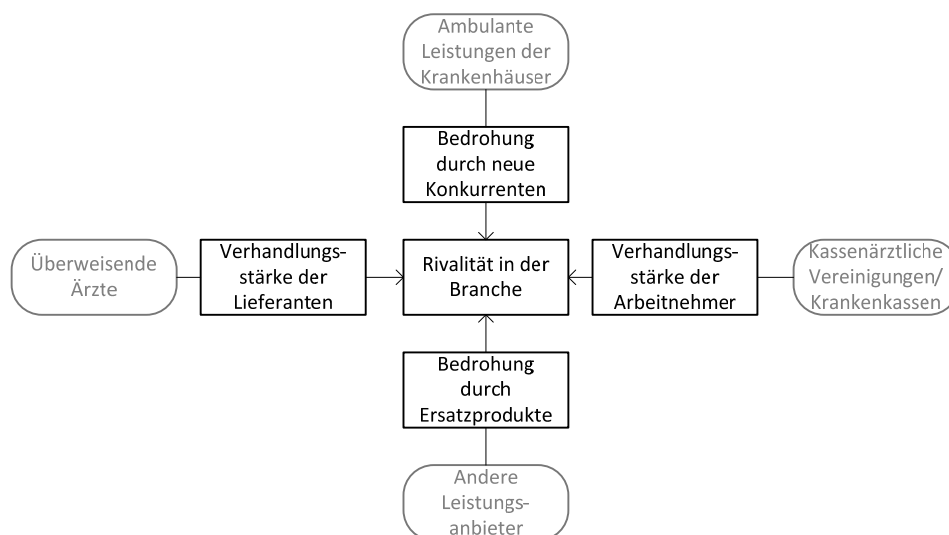 Ambulante
Leistungen der
Krankenhäuser
Bedrohung
durch neue
Konkurrenten
Überweisende
Ärzte
Verhandlungs-
stärke der
Lieferanten
Rivalität in der
Branche
Verhandlungs-
stärke der
Arbeitnehmer
Kassenärztliche
Vereinigungen/
Krankenkassen
Bedrohung
durch
Ersatzprodukte
Andere
Leistungs-
anbieter